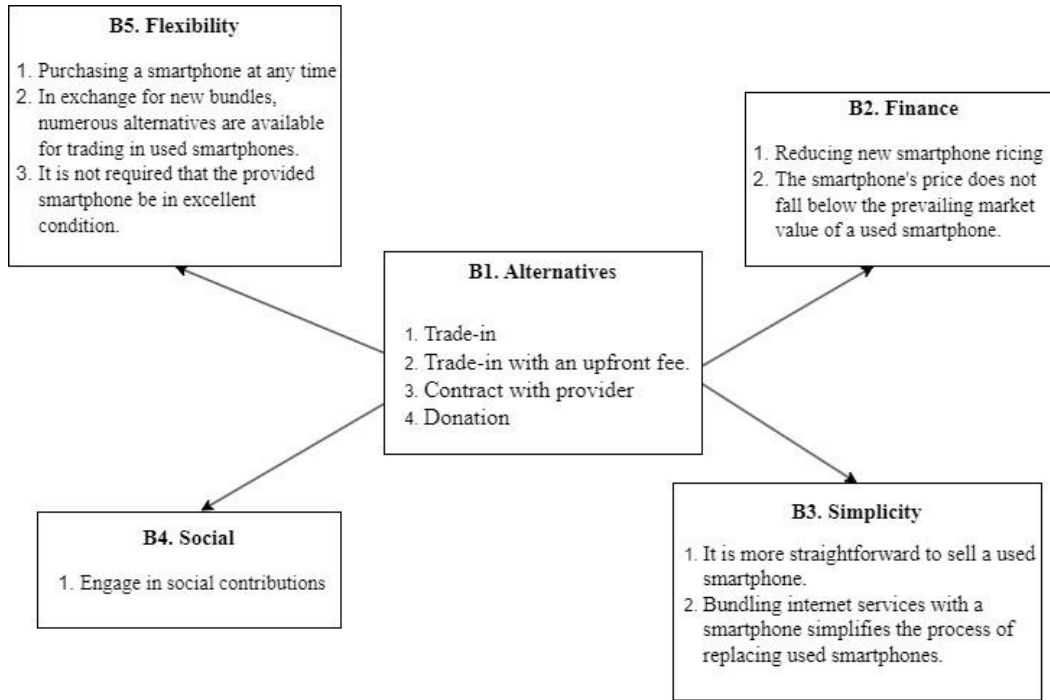 B5. Flexibility
1. Purchasing a smartphone at any time
2. In exchange for new bundles,
numerous alternatives are available
for trading in used smartphones.
3. It is not required that the provided
smartphone be in excellent
condition.
B2. Finance
1. Reducing new smartphone ricing
2. The smartphone's price does not
fall below the prevailing market
value of a used smartphone.
B1. Alternatives
1. Trade-in
2. Trade-in with an upfront fee.
3. Contract with provider
4. Donation
B4. Social
1. Engage in social contributions
B3. Simplicity
1. It is more straightforward to sell a used
smartphone.
2. Bundling internet services with a
smartphone simplifies the process of
replacing used smartphones.